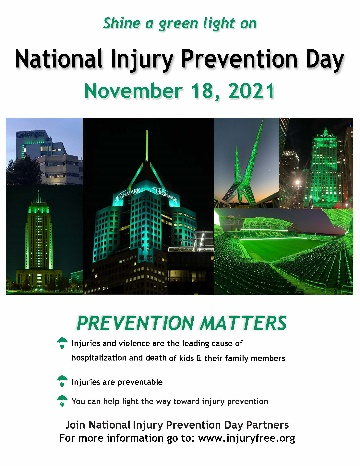 Shine a green light on
National Injury Prevention Day
November 18, 2021
PREVENTION MATTERS
Injuries and violence are the leading cause of
hospitalization and death of kids & their family members
Injuries are preventable
You can help light the way toward injury prevention
Join National Injury Prevention Day Partners
For more information go to: www.injuryfree.org